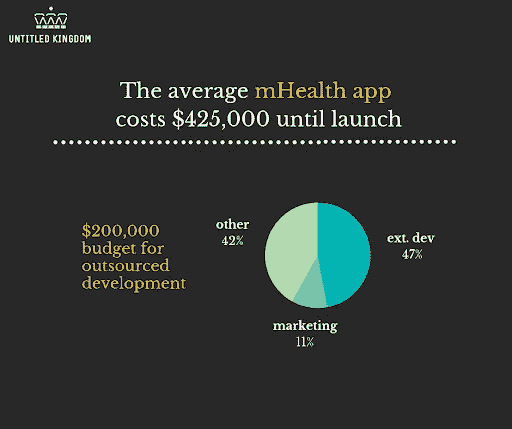 UNTITLED KINGDOM
The average mHealth app
costs $425,000 until launch
$200,000
budget for
outsourced
development
other
42%
ext. dev
47%
marketing
11%